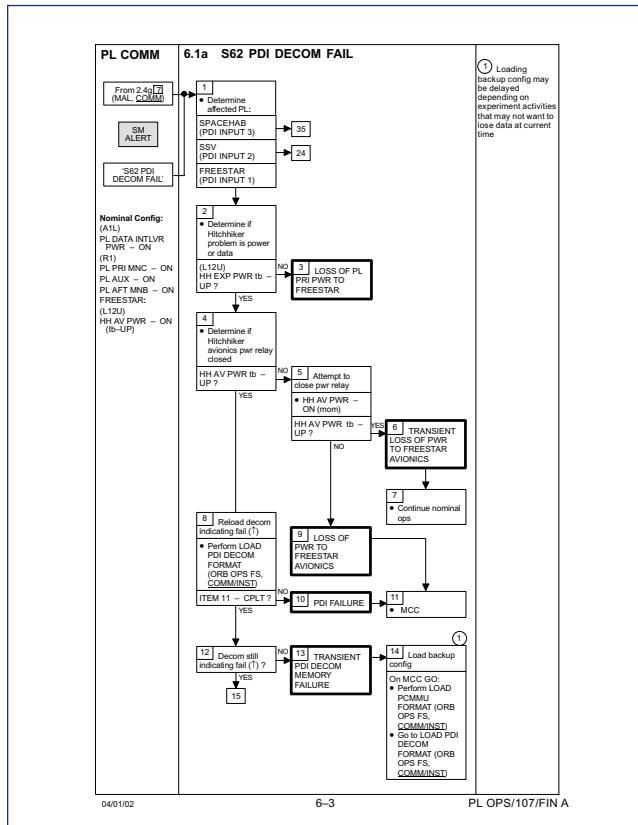 PL COMM
6.1a S62 PDI DECOM FAIL
From 2.4g 7
(MAL, COMM)
SM
ALERT
'S62 PDI
DECOM FAIL'
Nominal Config:
(A1L)
PL DATA INTLVR
PWR – ON
(R1)
PL PRI MNC – ON
PL AUX – ON
PL AFT MNB – ON
FREESTAR:
(L12U)
HH AV PWR – ON
(tb–UP)
1
• Determine
affected PL:
SPACEHAB
(PDI INPUT 3)
35
SSV
(PDI INPUT 2)
24
FREESTAR
(PDI INPUT 1)
2
• Determine if
Hitchhiker
problem is power
or data
(L12U)
HH EXP PWR tb –
UP ?
NO
YES
3 LOSS OF PL
PRI PWR TO
FREESTAR
4
• Determine if
Hitchhiker
avionics pwr relay
closed
HH AV PWR tb –
UP ?
NO
YES
5 Attempt to
close pwr relay
• HH AV PWR –
ON (mom)
HH AV PWR tb –
UP ?
YES
NO
6 TRANSIENT
LOSS OF PWR
TO FREESTAR
AVIONICS
7
• Continue nominal
ops
8 Reload decom
indicating fail (↑)
• Perform LOAD
PDI DECOM
FORMAT
(ORB OPS FS,
COMM/INST)
ITEM 11 – CPLT ?
NO
YES
9 LOSS OF
PWR TO
FREESTAR
AVIONICS
10 PDI FAILURE
11
• MCC
12 Decom still
indicating fail (↑) ?
NO
YES
15
13 TRANSIENT
PDI DECOM
MEMORY
FAILURE
1
14 Load backup
config
On MCC GO:
• Perform LOAD
PCMMU
FORMAT (ORB
OPS FS,
COMM/INST)
• Go to LOAD PDI
DECOM
FORMAT (ORB
OPS FS,
COMM/INST)
1 Loading
backup config may
be delayed
depending on
experiment activities
that may not want to
lose data at current
time
04/01/02
6–3
PL OPS/107/FIN A